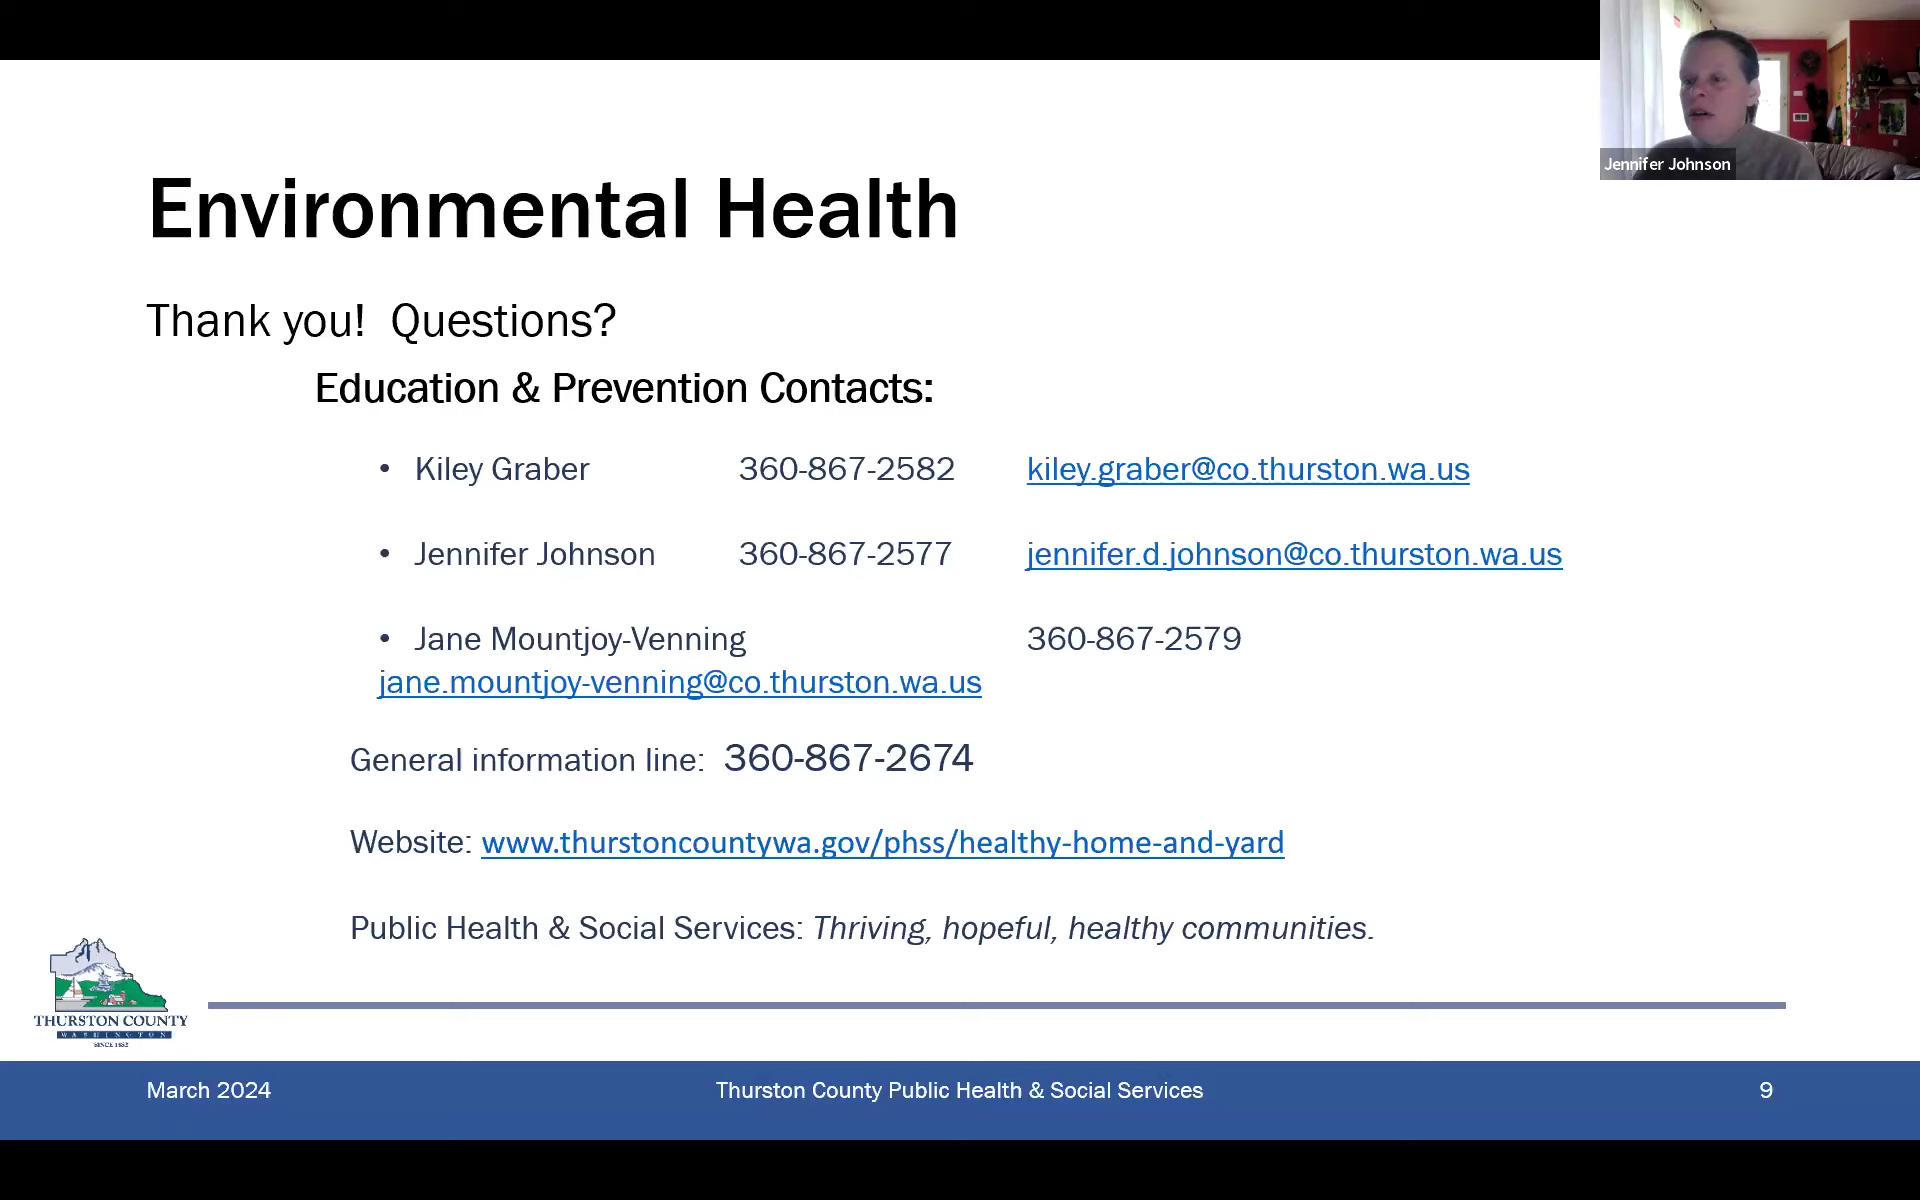 Jennifer Johnson
Environmental Health
Thank you! Questions?
Education & Prevention Contacts:
• Kiley Graber 360-867-2582 kiley.graber@co.thurston.wa.us
• Jennifer Johnson 360-867-2577 jennifer.d.johnson@co.thurston.wa.us
• Jane Mountjoy-Venning 360-867-2579
jane.mountjoy-venning@co.thurston.wa.us
General information line: 360-867-2674
Website: www.thurstoncountywa.gov/phss/healthy-home-and-yard
Public Health & Social Services: Thriving, hopeful, healthy communities.
THURSTON COUNTY
WASHINGTON
SINCE 1852
March 2024 Thurston County Public Health & Social Services 9